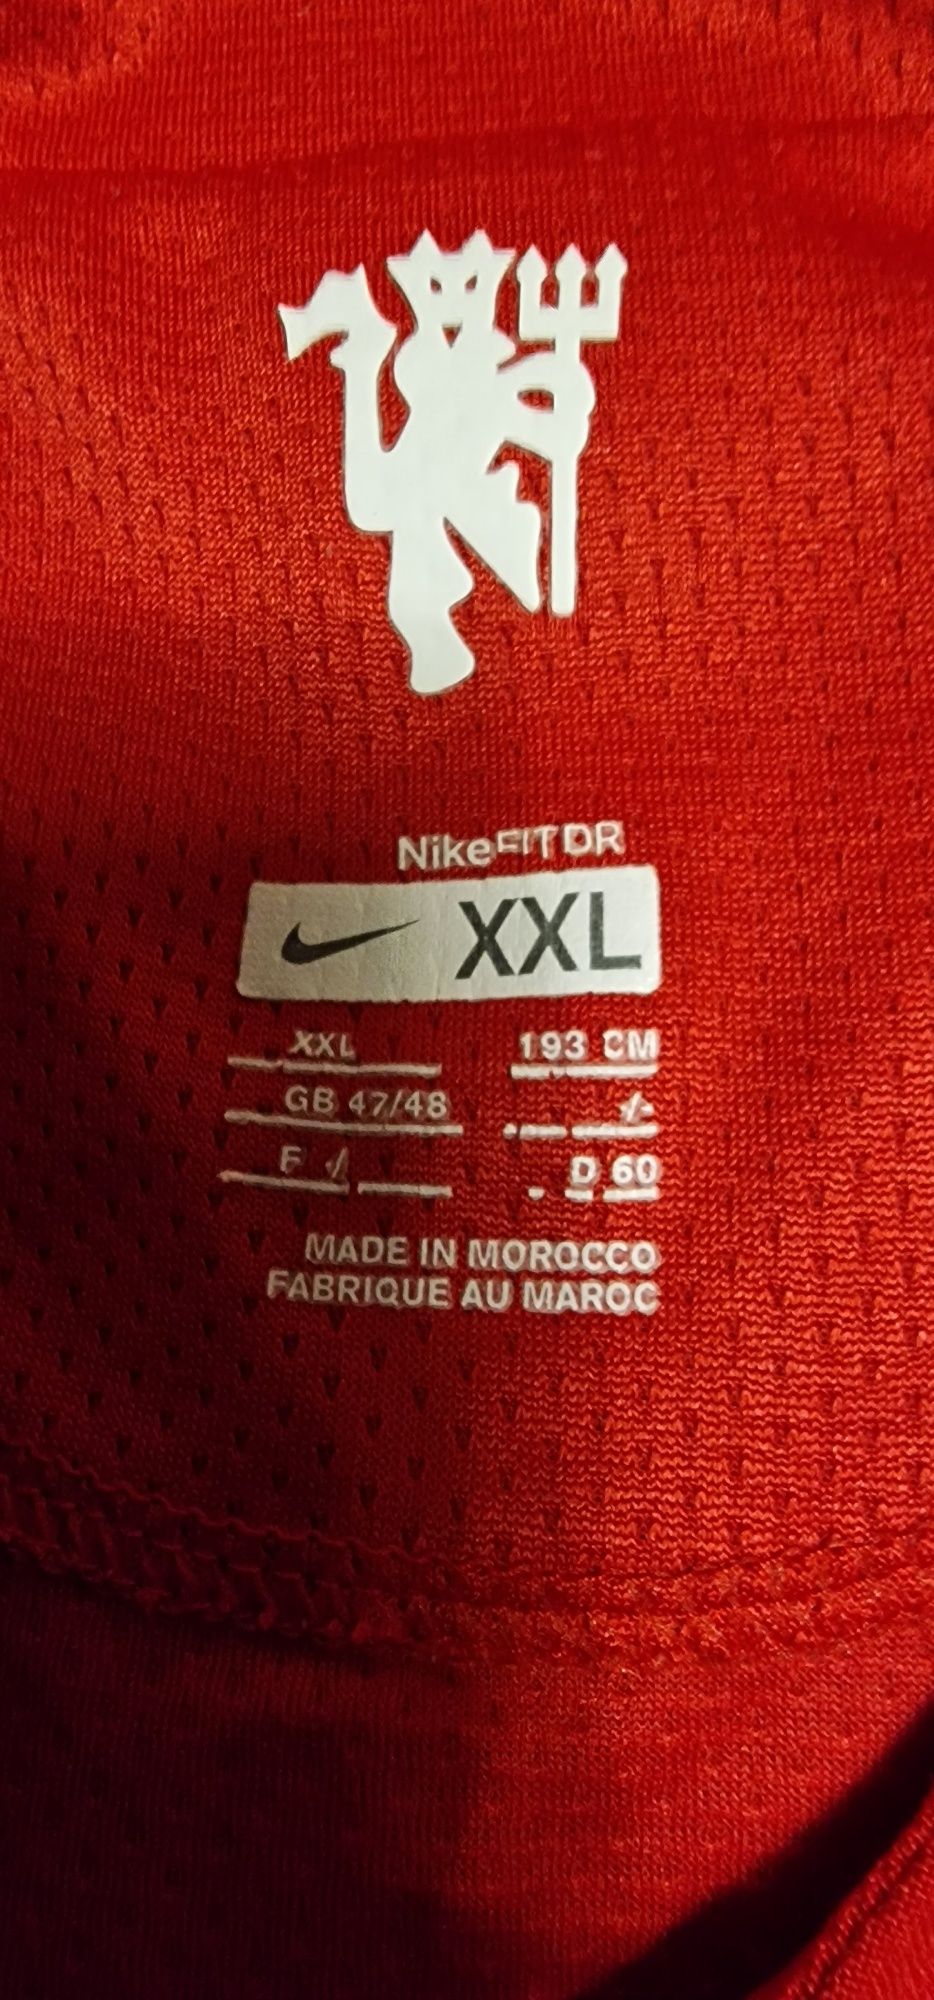 NikeFITDR
XXL
XXL 193 CM
GB 47/48
F D 60
MADE IN MOROCCO
FABRIQUE AU MAROC